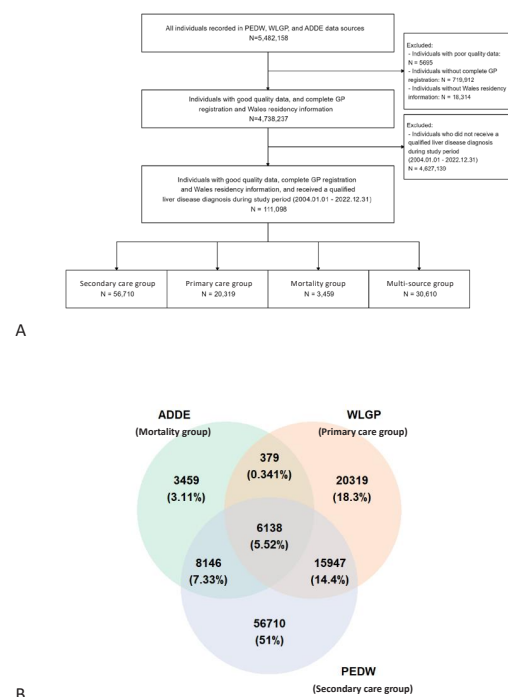 All individuals recorded in PEDW, WLGP, and ADDE data sources
N=5,482,158
Excluded:
- Individuals with poor quality data:
N = 5695
- Individuals without complete GP
registration: N = 719,912
- Individuals without Wales residency
information: N = 18,314
Individuals with good quality data, and complete GP
registration and Wales residency information
N=4,738,237
Excluded:
- Individuals who did not receive a
qualified liver disease diagnosis
during study period
(2004.01.01 - 2022.12.31)
N = 4,627,139
Individuals with good quality data, complete GP registration
and Wales residency information, and received a qualified
liver disease diagnosis during study period (2004.01.01 - 2022.12.31)
N = 111,098
Secondary care group
N = 56,710
Primary care group
N = 20,319
Mortality group
N = 3,459
Multi-source group
N = 30,610
A
ADDE
(Mortality group)
WLGP
(Primary care group)
379
(0.341%)
3459
(3.11%)
20319
(18.3%)
6138
(5.52%)
8146
(7.33%)
15947
(14.4%)
56710
(51%)
PEDW
(Secondary care group)
B